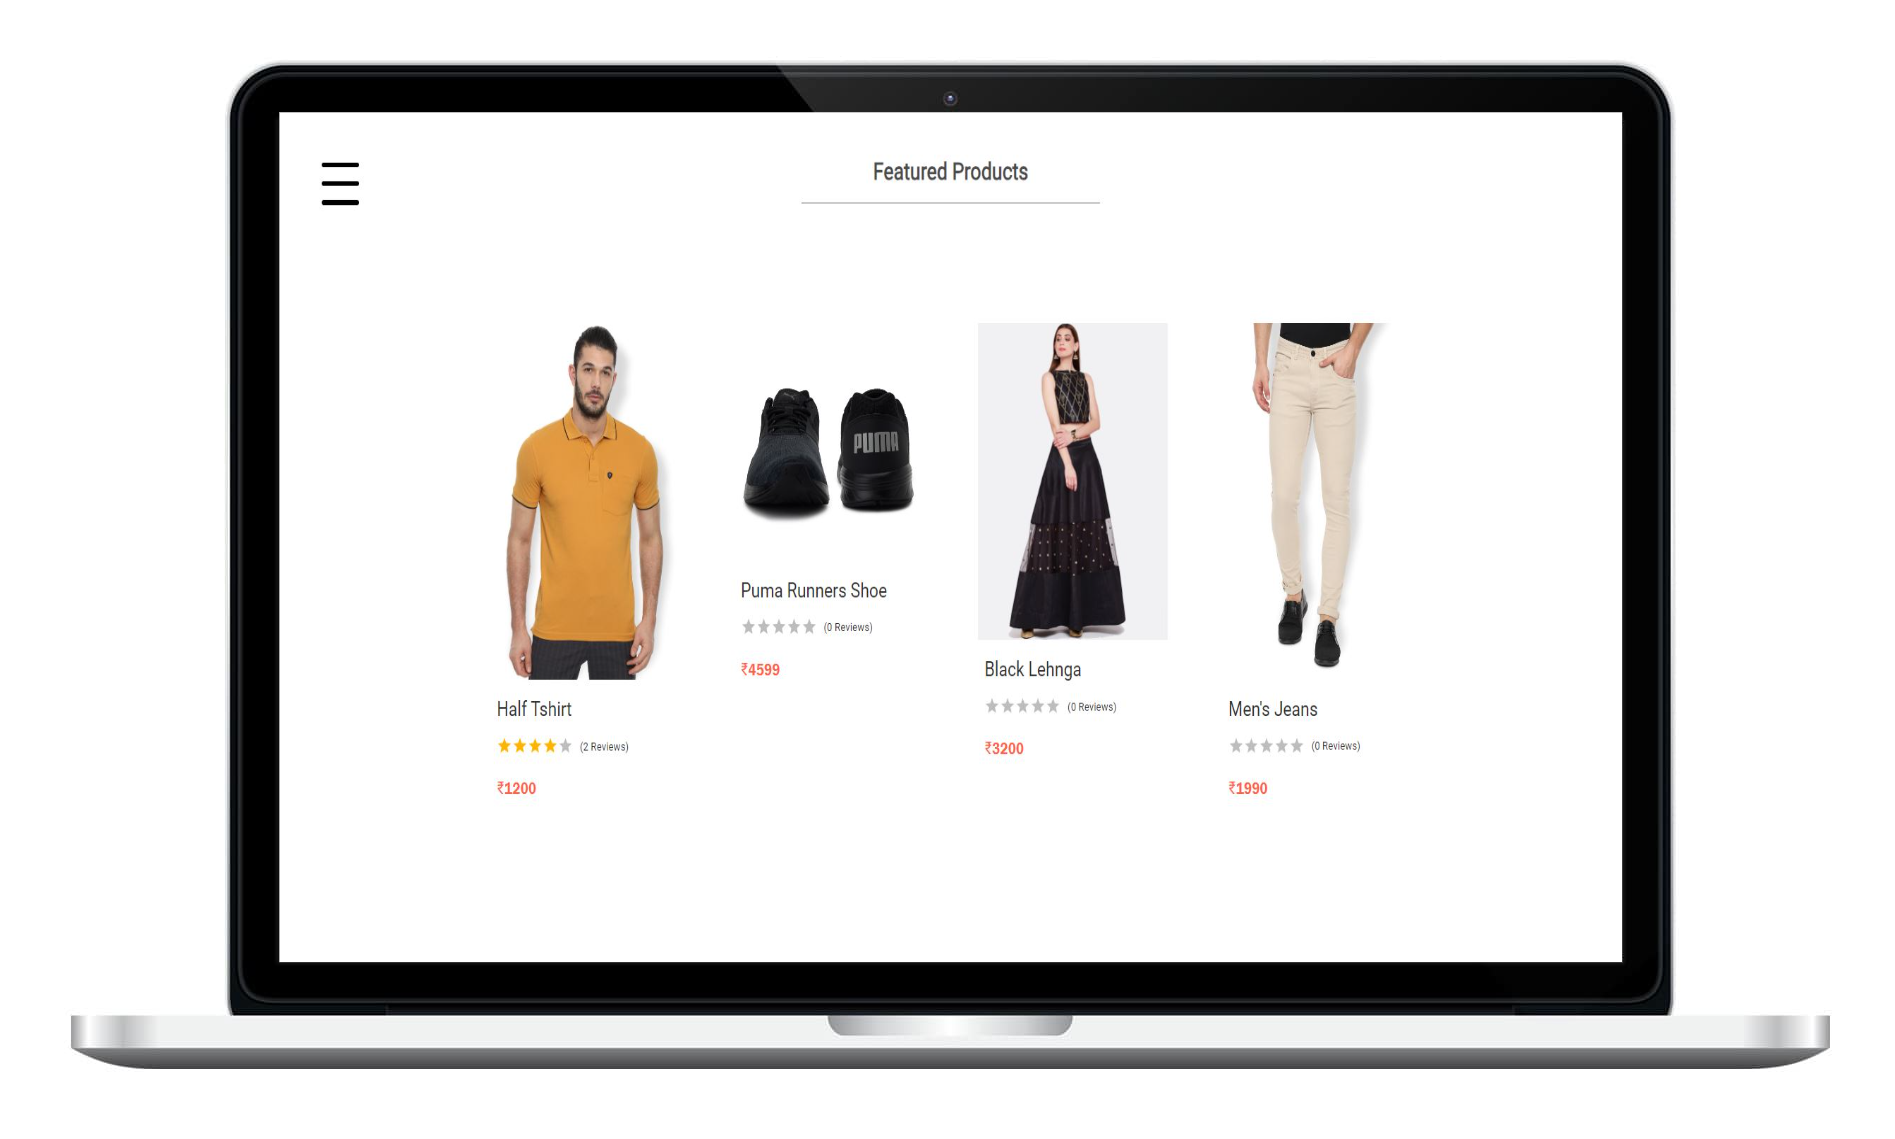 Featured Products
PUMA
Half Tshirt
(2 Reviews)
₹1200
Puma Runners Shoe
(0 Reviews)
₹4599
Black Lehnga
(0 Reviews)
₹3200
Men's Jeans
(0 Reviews)
₹1990